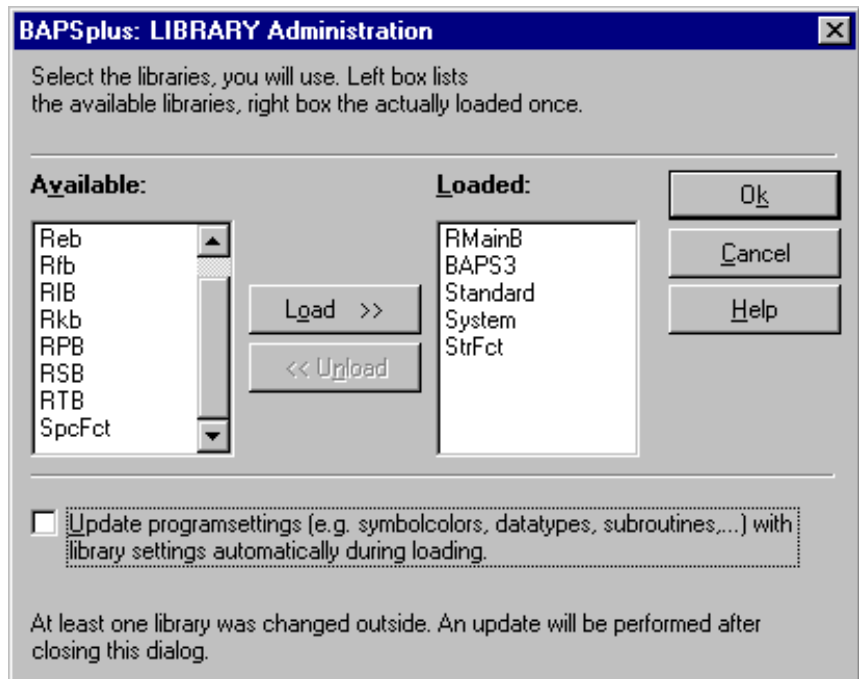 BAPSplus: LIBRARY Administration
Select the libraries, you will use. Left box lists
the available libraries, right box the actually loaded once.
Available:
Reb
Rfb
RIB
Rkb
RPB
RSB
RTB
SpcFct
Load >>
<< Unload
Loaded:
RMainB
BAPS3
Standard
System
StrFct
Ok
Cancel
Help
Update programsettings (e.g. symbolcolors, datatypes, subroutines,...) with
library settings automatically during loading.
At least one library was changed outside. An update will be performed after
closing this dialog.